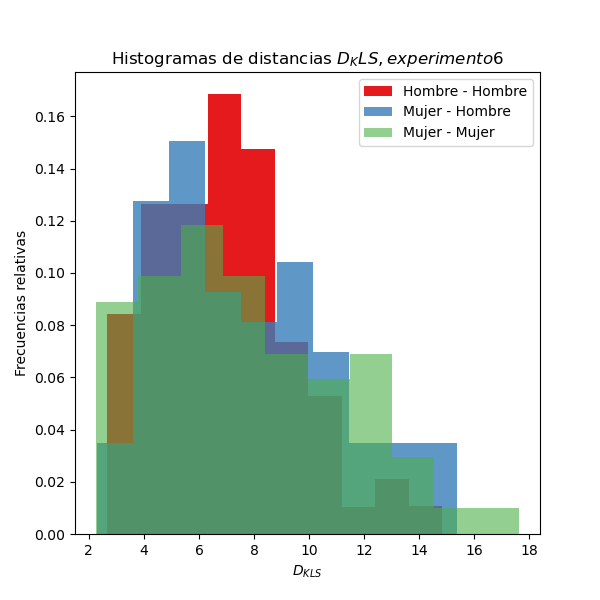 Histogramas de distancias D_KLS, experimento6
Hombre - Hombre
Mujer - Hombre
Mujer - Mujer
Frecuencias relativas
0.16
0.14
0.12
0.10
0.08
0.06
0.04
0.02
0.00
2 4 6 8 10 12 14 16 18
D_{KLS}